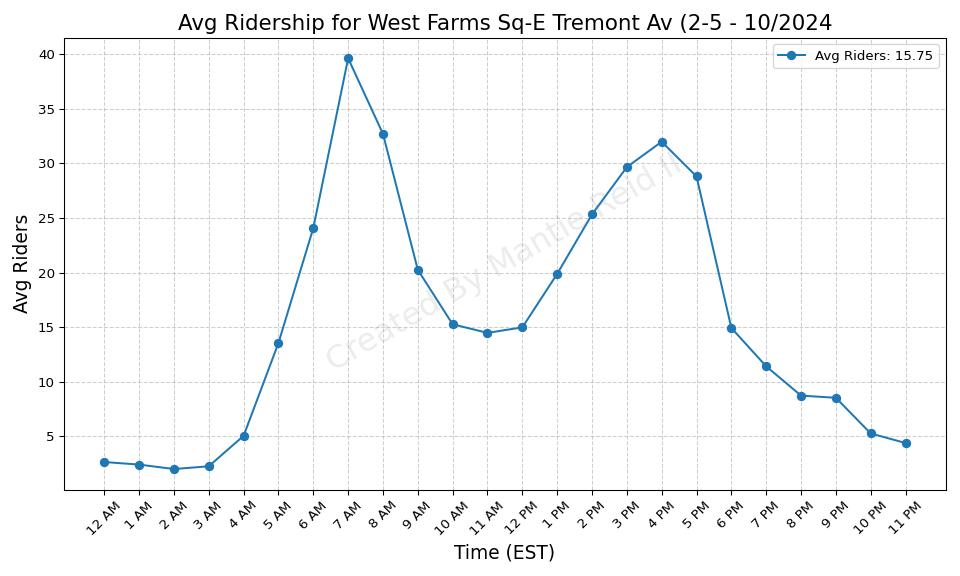 Avg Ridership for West Farms Sq-E Tremont Av (2-5 - 10/2024
Avg Riders: 15.75
Avg Riders
40
35
30
25
20
15
10
5
Created By Mantie Reid II
12 AM
1 AM
2 AM
3 AM
4 AM
5 AM
6 AM
7 AM
8 AM
9 AM
10 AM
11 AM
12 PM
1 PM
2 PM
3 PM
4 PM
5 PM
6 PM
7 PM
8 PM
9 PM
10 PM
11 PM
Time (EST)